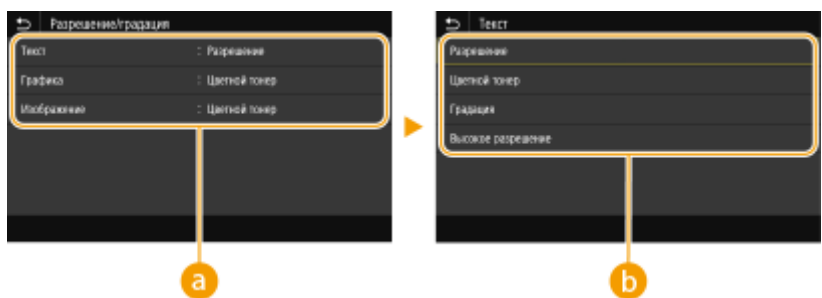 Разрешение/градация
Текст : Разрешение
Графика : Цветной тонер
Изображение : Цветной тонер
a
Текст
Разрешение
Цветной тонер
Градация
Высокое разрешение
b